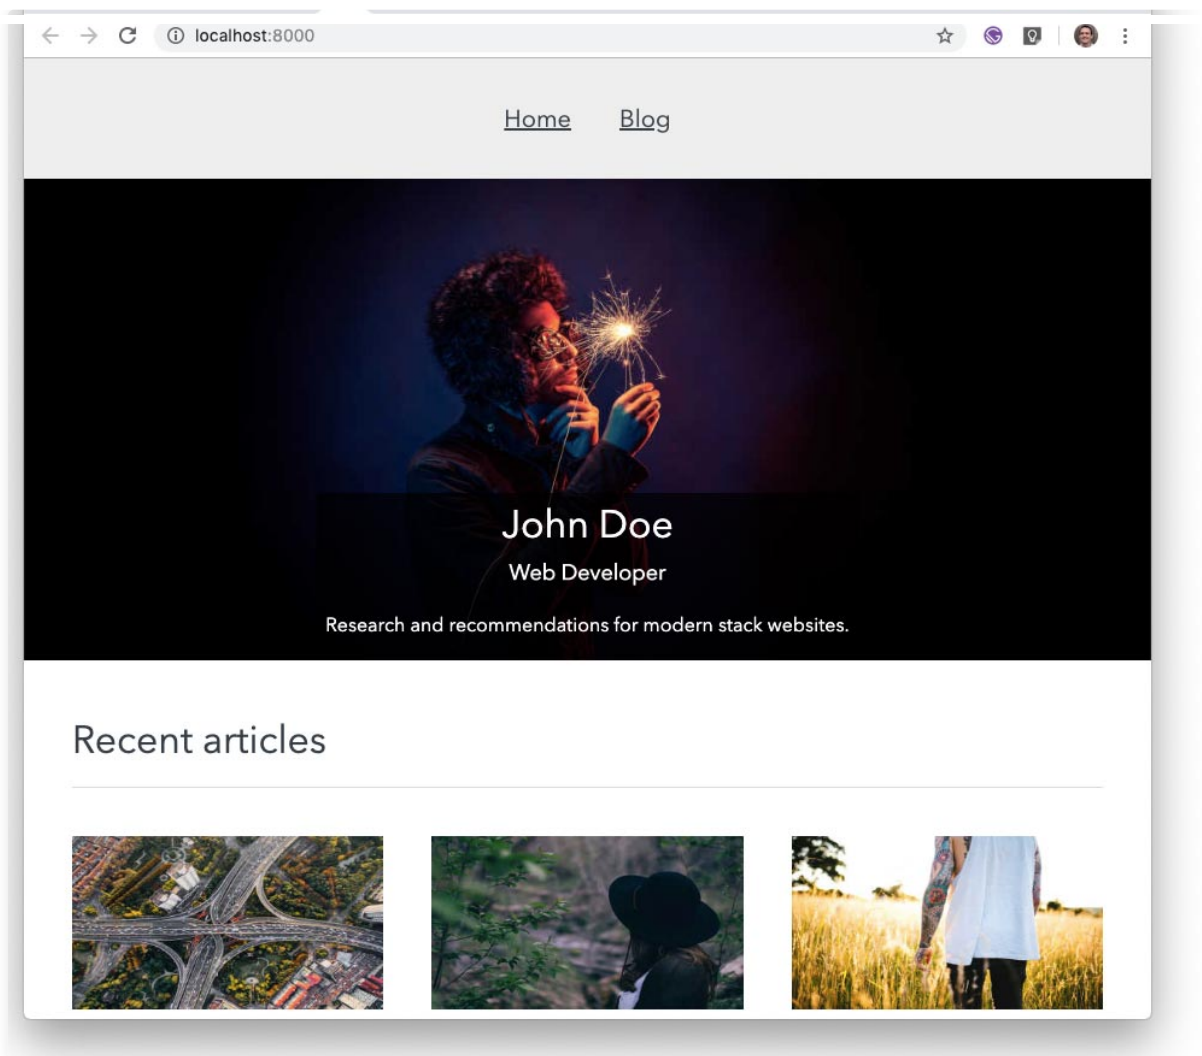 localhost:8000
Home Blog
John Doe
Web Developer
Research and recommendations for modern stack websites.
Recent articles